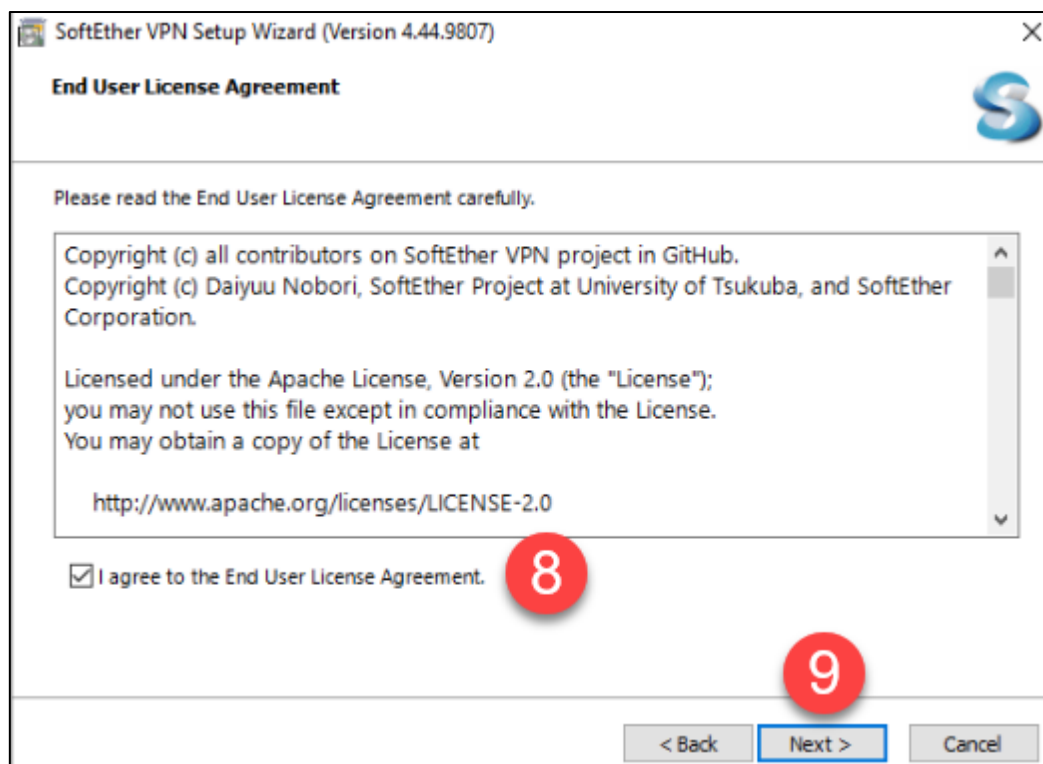 SoftEther VPN Setup Wizard (Version 4.44.9807)
End User License Agreement
Please read the End User License Agreement carefully.
Copyright (c) all contributors on SoftEther VPN project in GitHub.
Copyright (c) Daiyuu Nobori, SoftEther Project at University of Tsukuba, and SoftEther
Corporation.
Licensed under the Apache License, Version 2.0 (the "License");
you may not use this file except in compliance with the License.
You may obtain a copy of the License at
http://www.apache.org/licenses/LICENSE-2.0
I agree to the End User License Agreement. 8
9
< Back Next > Cancel